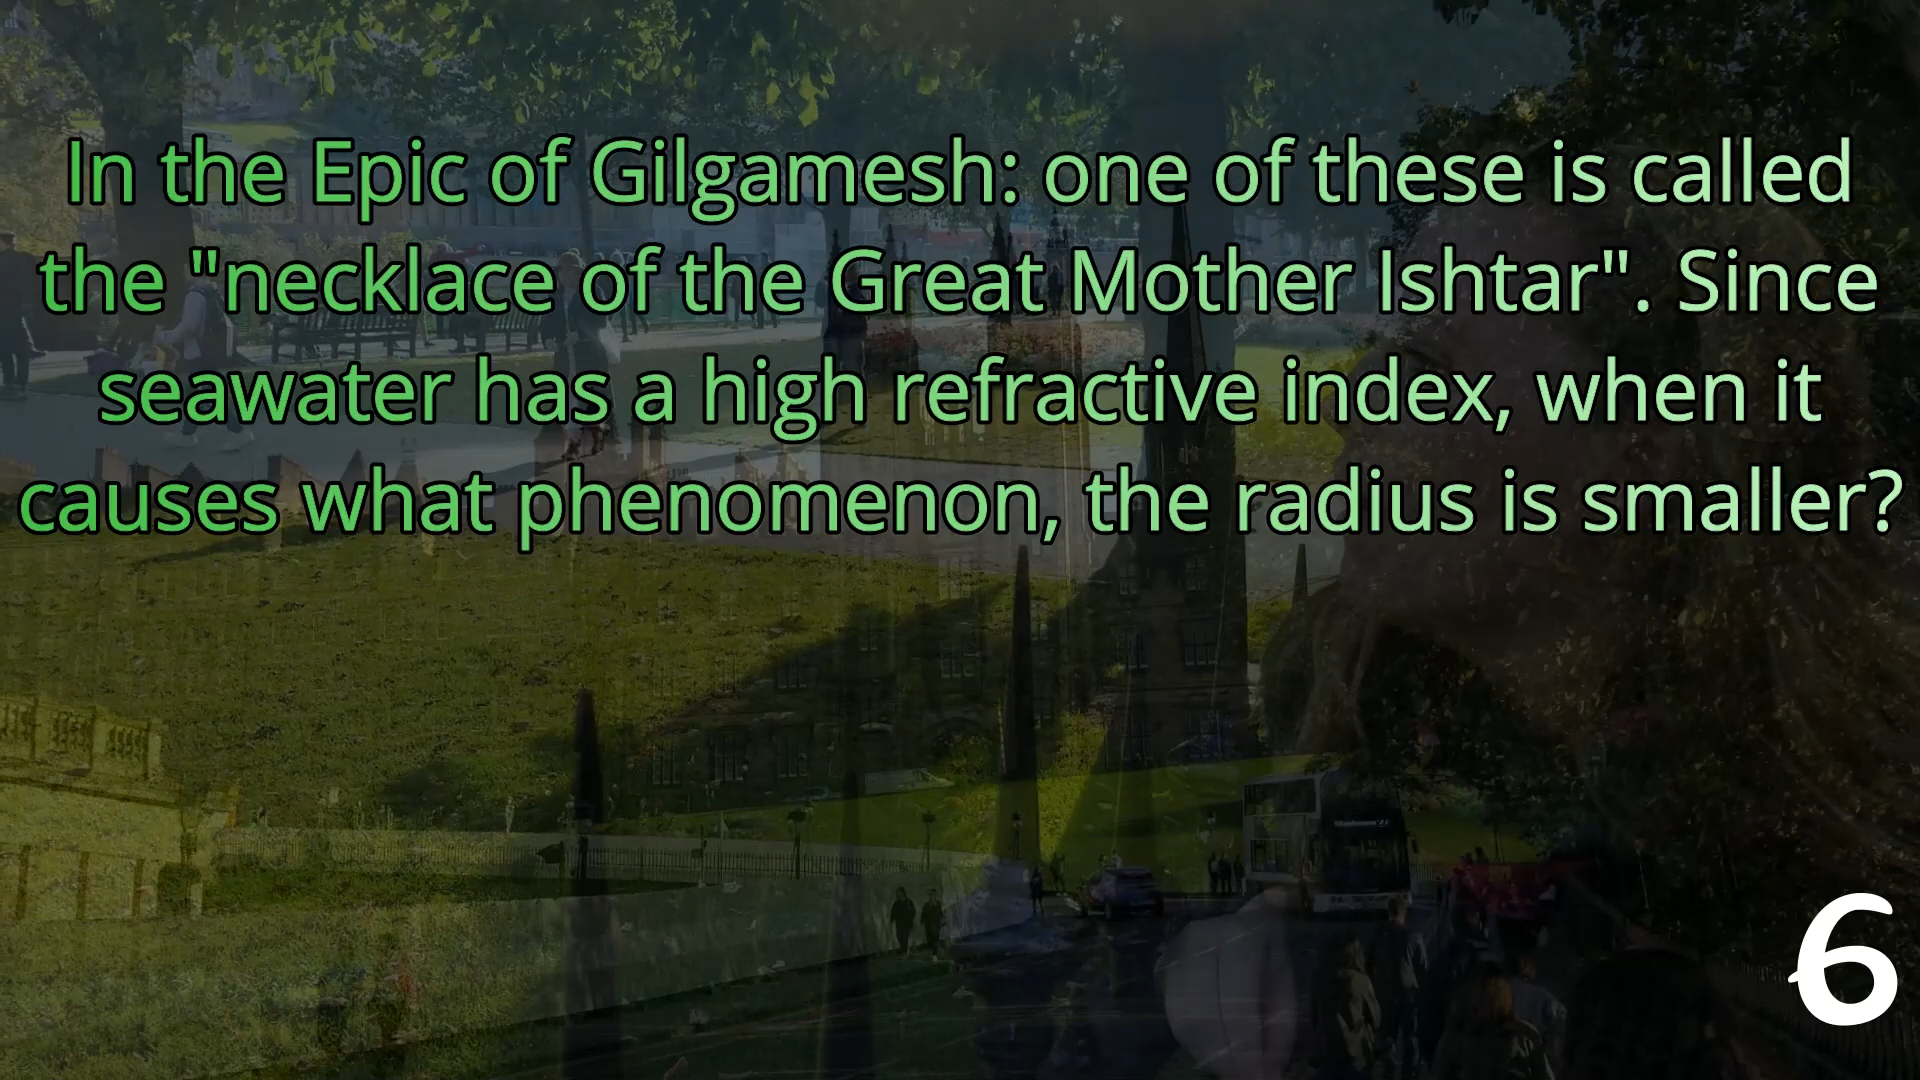 In the Epic of Gilgamesh: one of these is called
the "necklace of the Great Mother Ishtar". Since
seawater has a high refractive index, when it
causes what phenomenon, the radius is smaller?
6